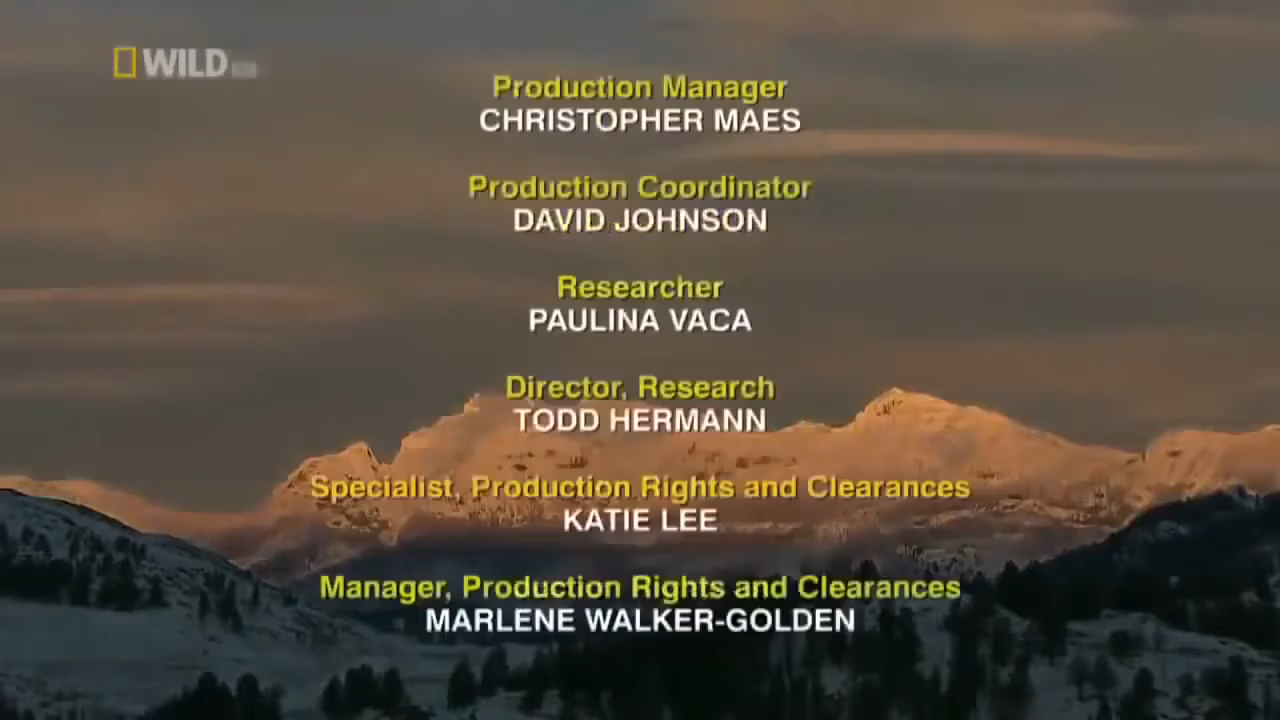 WILD
Production Manager
CHRISTOPHER MAES
Production Coordinator
DAVID JOHNSON
Researcher
PAULINA VACA
Director, Research
TODD HERMANN
Specialist, Production Rights and Clearances
KATIE LEE
Manager, Production Rights and Clearances
MARLENE WALKER-GOLDEN